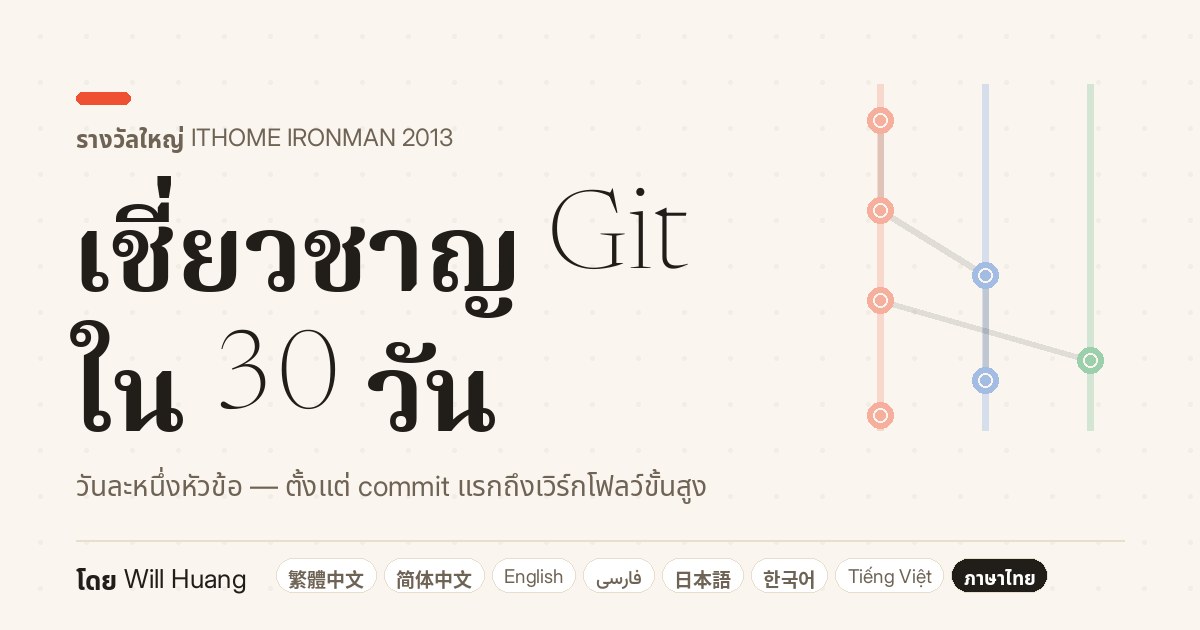 รางวัลใหญ่ ITHOME IRONMAN 2013
เชี่ยวชาญ Git
ใน 30 วัน
วันละหนึ่งหัวข้อ — ตั้งแต่ commit แรกถึงเวิร์กโฟลว์ขั้นสูง
โดย Will Huang 繁體中文 简体中文 English فارسی 日本語 한국어 Tiếng Việt ภาษาไทย